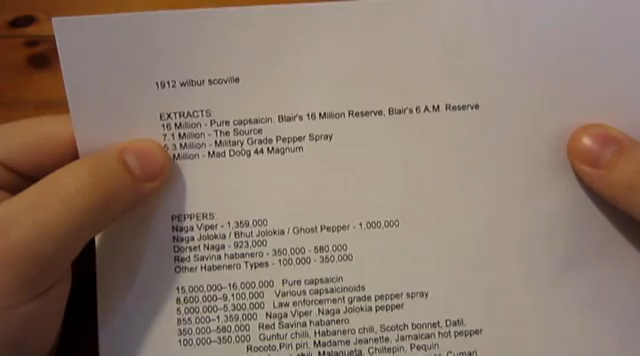 1912 wilbur scoville
EXTRACTS
16 Million - Pure capsaicin, Blair's 16 Million Reserve, Blair's 6 A.M. Reserve
7.1 Million - The Source
5.3 Million - Military Grade Pepper Spray
Million - Mad Do0g 44 Magnum
PEPPERS
Naga Viper - 1,359,000
Naga Jolokia / Bhut Jolokia / Ghost Pepper - 1,000,000
Dorset Naga - 923,000
Red Savina habanero - 350,000 - 580,000
Other Habenero Types - 100,000 - 350,000
15,000,000–16,000,000 Pure capsaicin
8,600,000–9,100,000 Various capsaicinoids
5,000,000–5,300,000 Law enforcement grade pepper spray
855,000–1,359,000 Naga Viper ,Naga Jolokia pepper
350,000–580,000 Red Savina habanero
100,000–350,000 Guntur chilli, Habanero chili, Scotch bonnet, Datil,
Rocoto,Piri piri, Madame Jeanette, Jamaican hot pepper
chili, Malagueta, Chiltepin, Pequin
Cumari